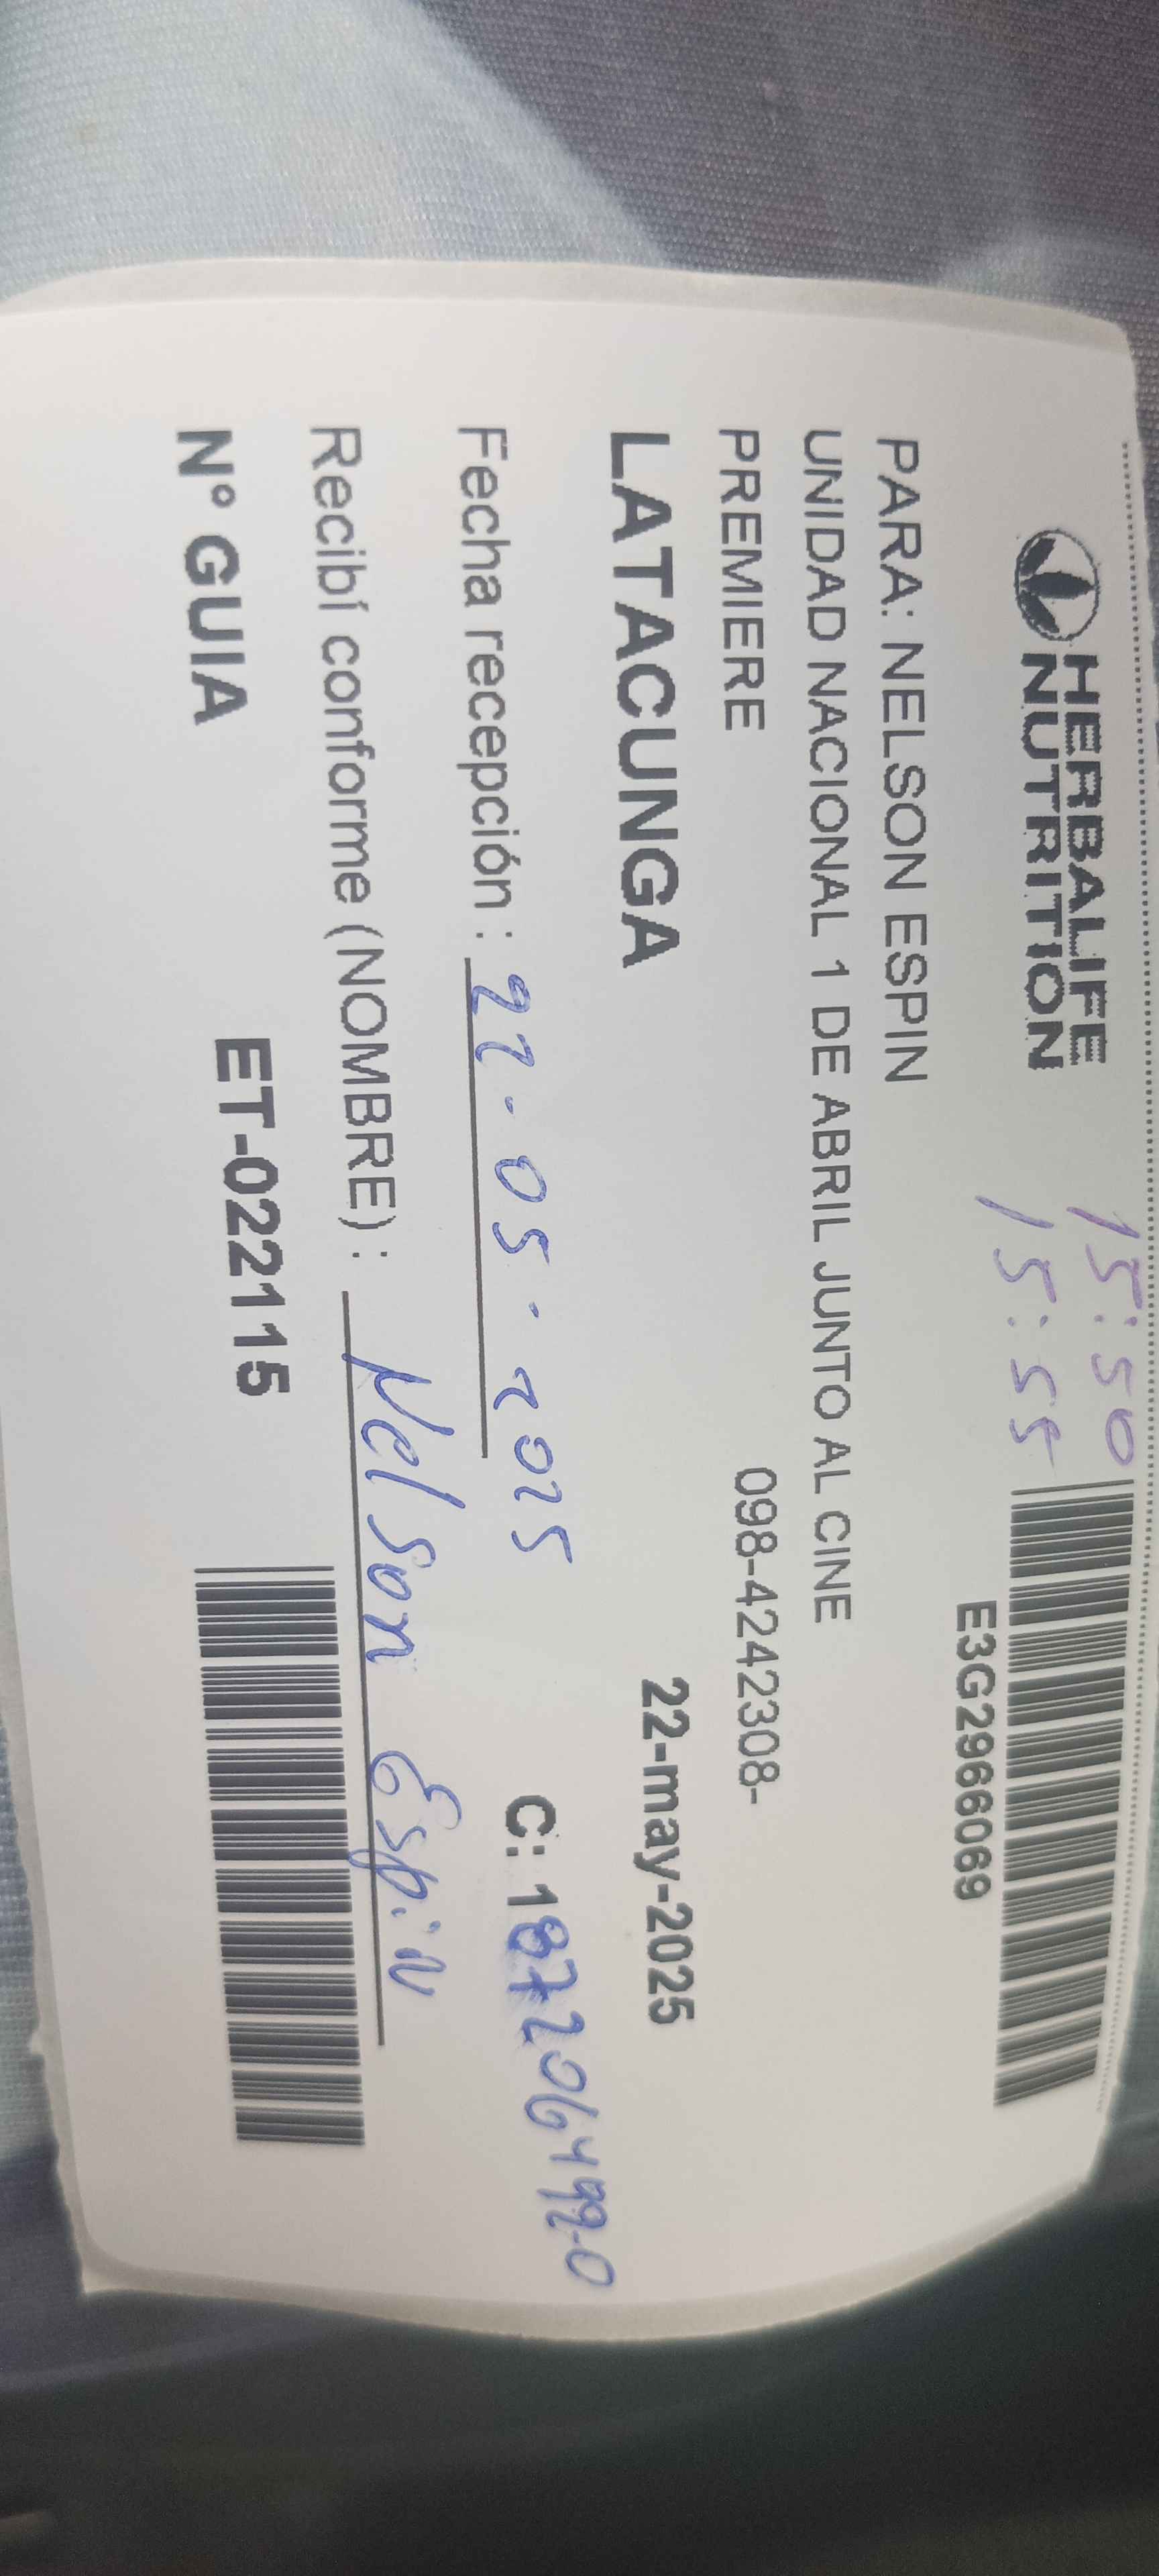 HERBALIFE
NUTRITION
15:50
15:55
E3G2966069
PARA: NELSON ESPIN
UNIDAD NACIONAL 1 DE ABRIL JUNTO AL CINE
PREMIERE 098-4242308-
LATACUNGA 22-may-2025
Fecha recepción : 22-05-2025 C: 1
Recibí conforme (NOMBRE) : Nelson Espin
N° GUIA ET-022115